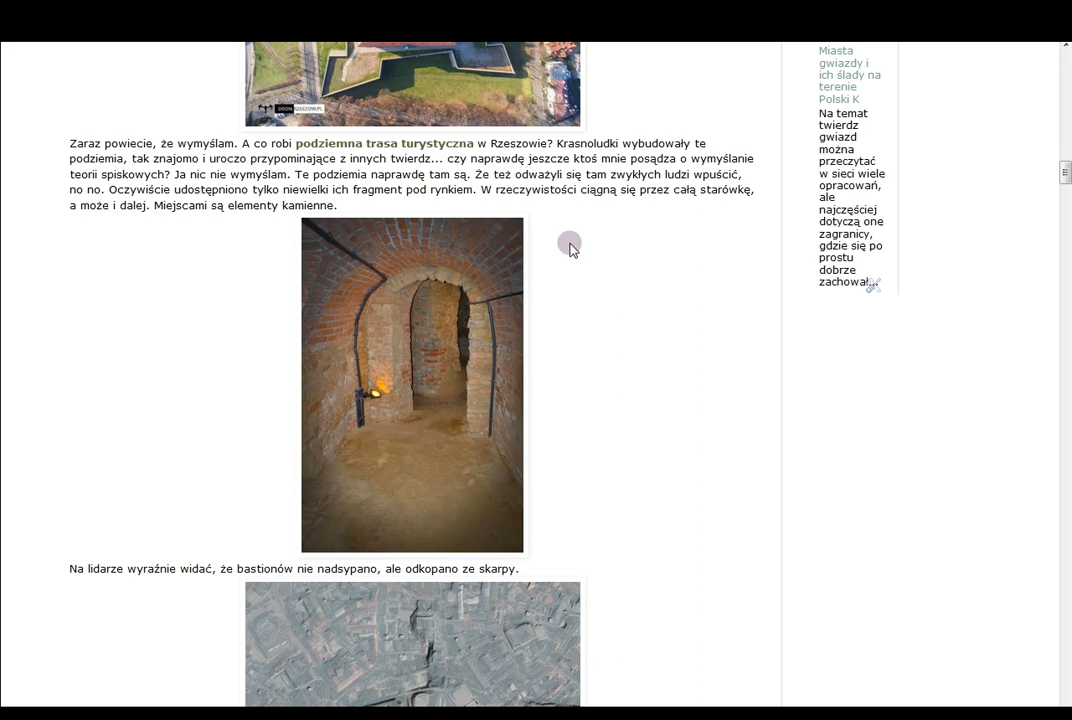 Zaraz powiecie, że wymyślam. A co robi podziemna trasa turystyczna w Rzeszowie? Krasnoludki wybudowały te
podziemia, tak znajomo i uroczo przypominające z innych twierdz... czy naprawdę jeszcze ktoś mnie posądza o wymyślanie
teorii spiskowych? Ja nic nie wymyślam. Te podziemia naprawdę tam są. Że też odważyli się tam zwykłych ludzi wpuścić,
no no. Oczywiście udostępniono tylko niewielki ich fragment pod rynkiem. W rzeczywistości ciągną się przez całą starówkę,
a może i dalej. Miejscami są elementy kamienne.
Na lidarze wyraźnie widać, że bastionów nie nadsypano, ale odkopano ze skarpy.
Miasta
gwiazdy i
ich ślady na
terenie
Polski K
Na temat
twierdz
gwiazd
można
przeczytać
w sieci wiele
opracowań,
ale
najczęściej
dotyczą one
zagranicy,
gdzie się po
prostu
dobrze
zachował...